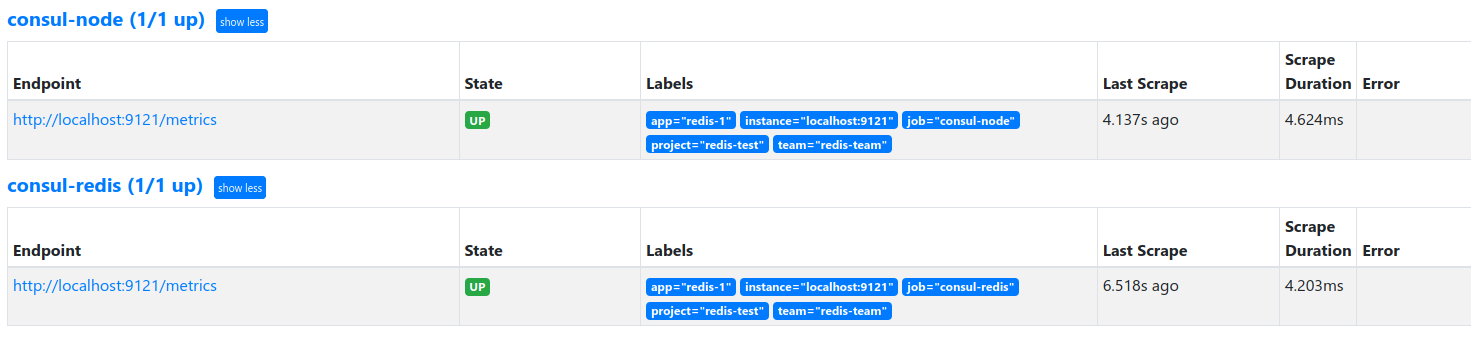 consul-node (1/1 up) show less
Endpoint State Labels Last Scrape Scrape Duration Error
http://localhost:9121/metrics UP app="redis-1" instance="localhost:9121" job="consul-node" 4.137s ago 4.624ms
project="redis-test" team="redis-team"
consul-redis (1/1 up) show less
Endpoint State Labels Last Scrape Scrape Duration Error
http://localhost:9121/metrics UP app="redis-1" instance="localhost:9121" job="consul-redis" 6.518s ago 4.203ms
project="redis-test" team="redis-team"